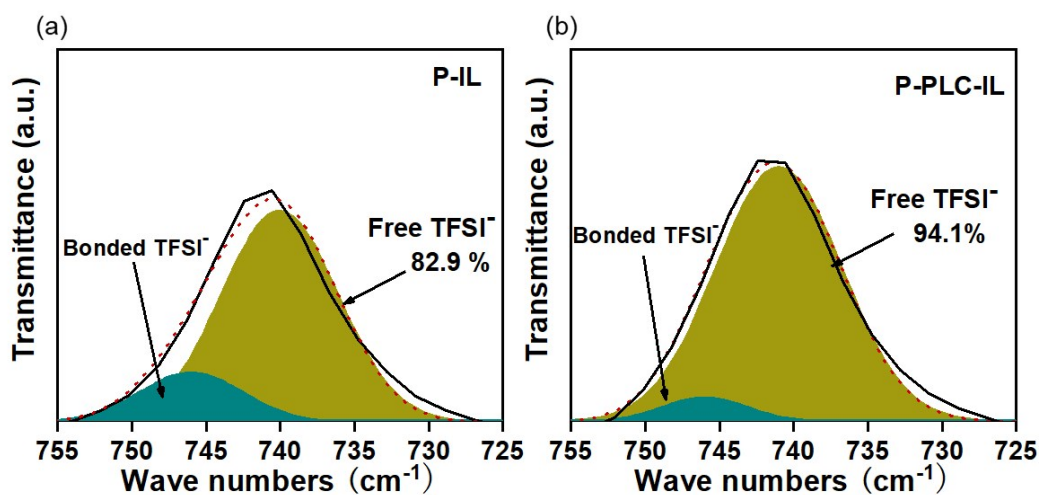 (a)
P-IL
Transmittance (a.u.)
Bonded TFSI⁻
Free TFSI⁻
82.9 %
755 750 745 740 735 730 725
Wave numbers (cm⁻¹)
(b)
P-PLC-IL
Transmittance (a.u.)
Bonded TFSI⁻
Free TFSI⁻
94.1%
755 750 745 740 735 730 725
Wave numbers (cm⁻¹)